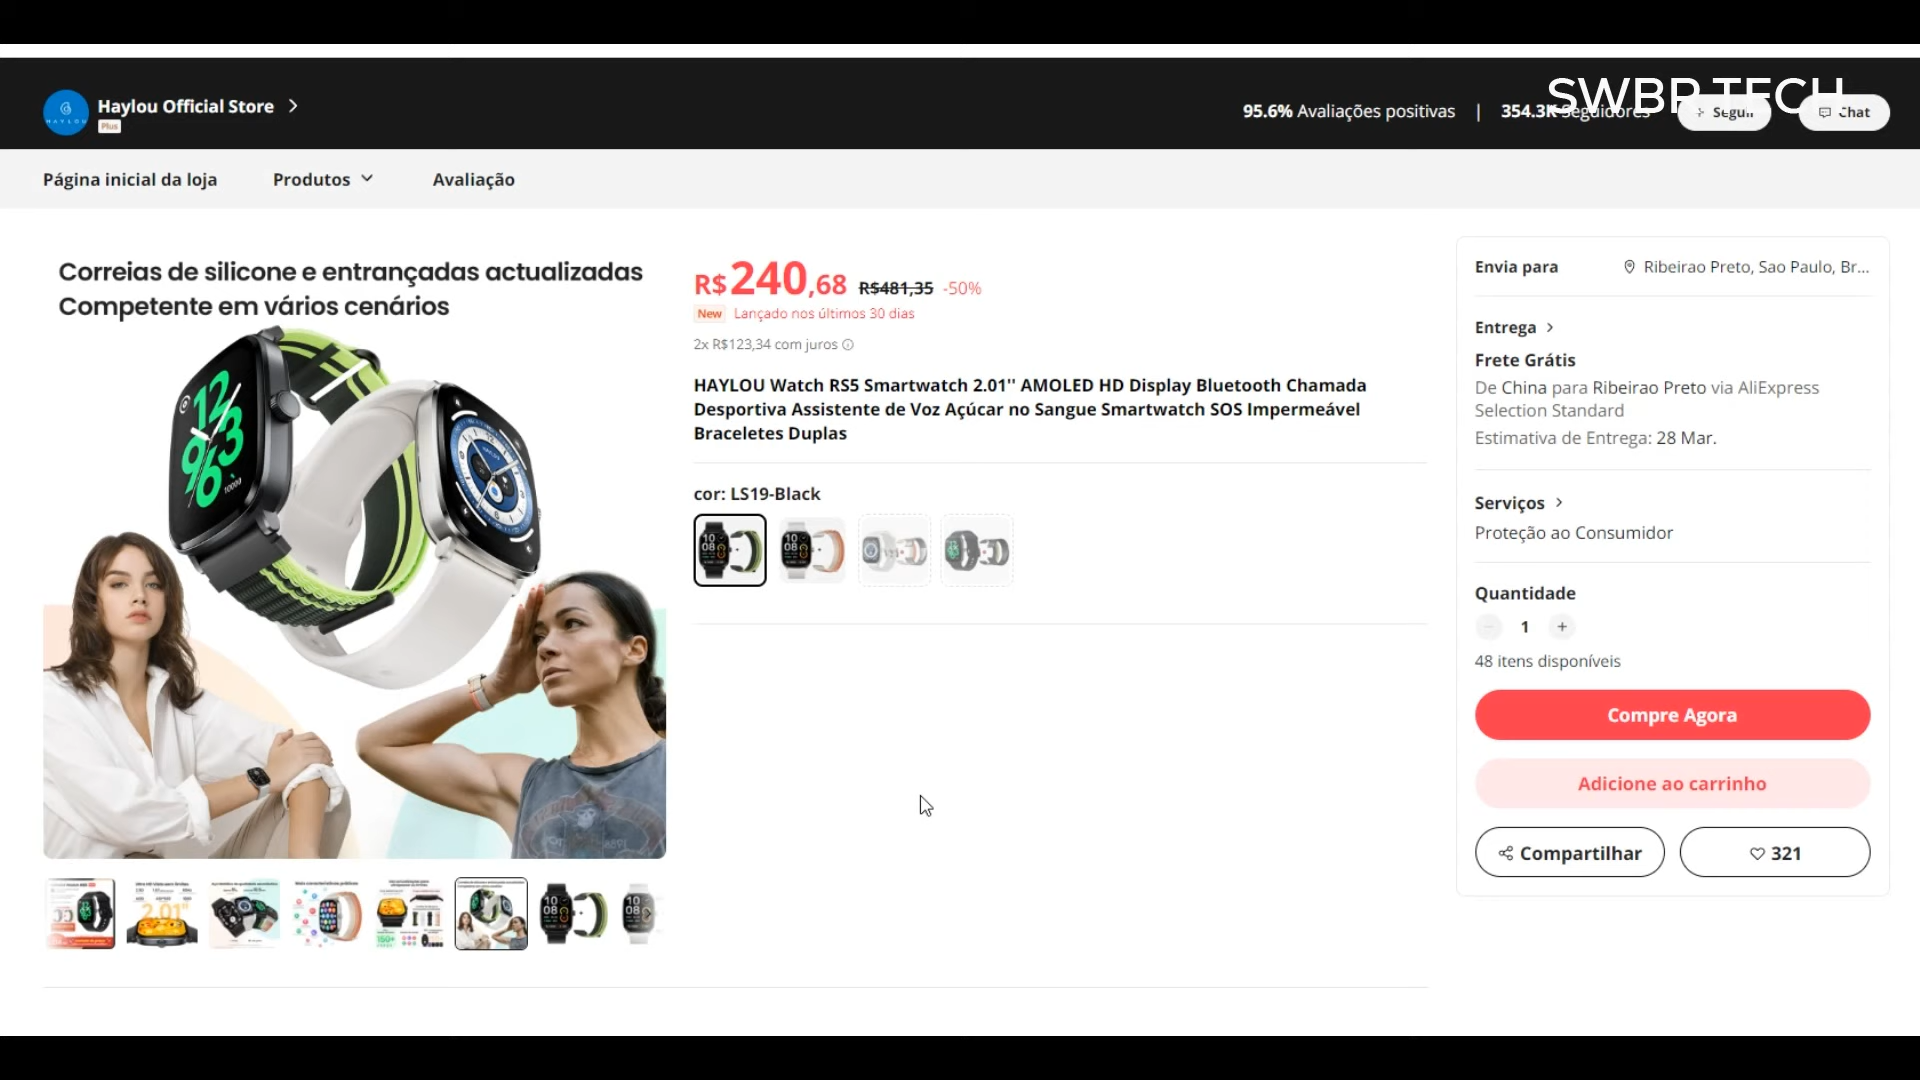 SWBR TECH
Haylou Official Store
Plus
95.6% Avaliações positivas | 354.3K Seguidores
Seguir
Chat
Página inicial da loja
Produtos
Avaliação
Correias de silicone e entrançadas actualizadas
Competente em vários cenários
R$240,68 R$481,35 -50%
New Lançado nos últimos 30 dias
2x R$123,34 com juros
HAYLOU Watch RS5 Smartwatch 2.01'' AMOLED HD Display Bluetooth Chamada
Desportiva Assistente de Voz Açúcar no Sangue Smartwatch SOS Impermeável
Braceletes Duplas
cor: LS19-Black
Envia para
Ribeirao Preto, Sao Paulo, Br...
Entrega
Frete Grátis
De China para Ribeirao Preto via AliExpress
Selection Standard
Estimativa de Entrega: 28 Mar.
Serviços
Proteção ao Consumidor
Quantidade
1
48 itens disponíveis
Compre Agora
Adicione ao carrinho
Compartilhar
321